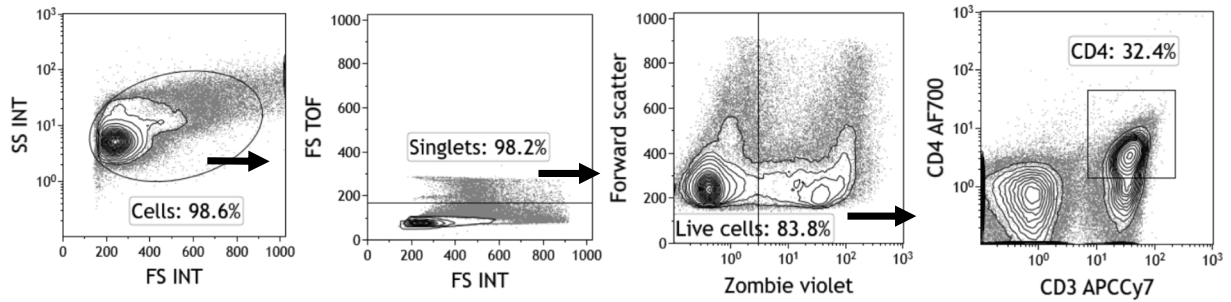 10³
10²
10¹
10⁰
SS INT
Cells: 98.6%
0 200 400 600 800 1000
FS INT
1000
800
600
400
200
0
FS TOF
Singlets: 98.2%
0 200 400 600 800 1000
FS INT
1000
800
600
400
200
0
Forward scatter
Live cells: 83.8%
10⁰ 10¹ 10² 10³
Zombie violet
10³
10²
10¹
10⁰
CD4 AF700
CD4: 32.4%
10⁰ 10¹ 10² 10³
CD3 APCCy7